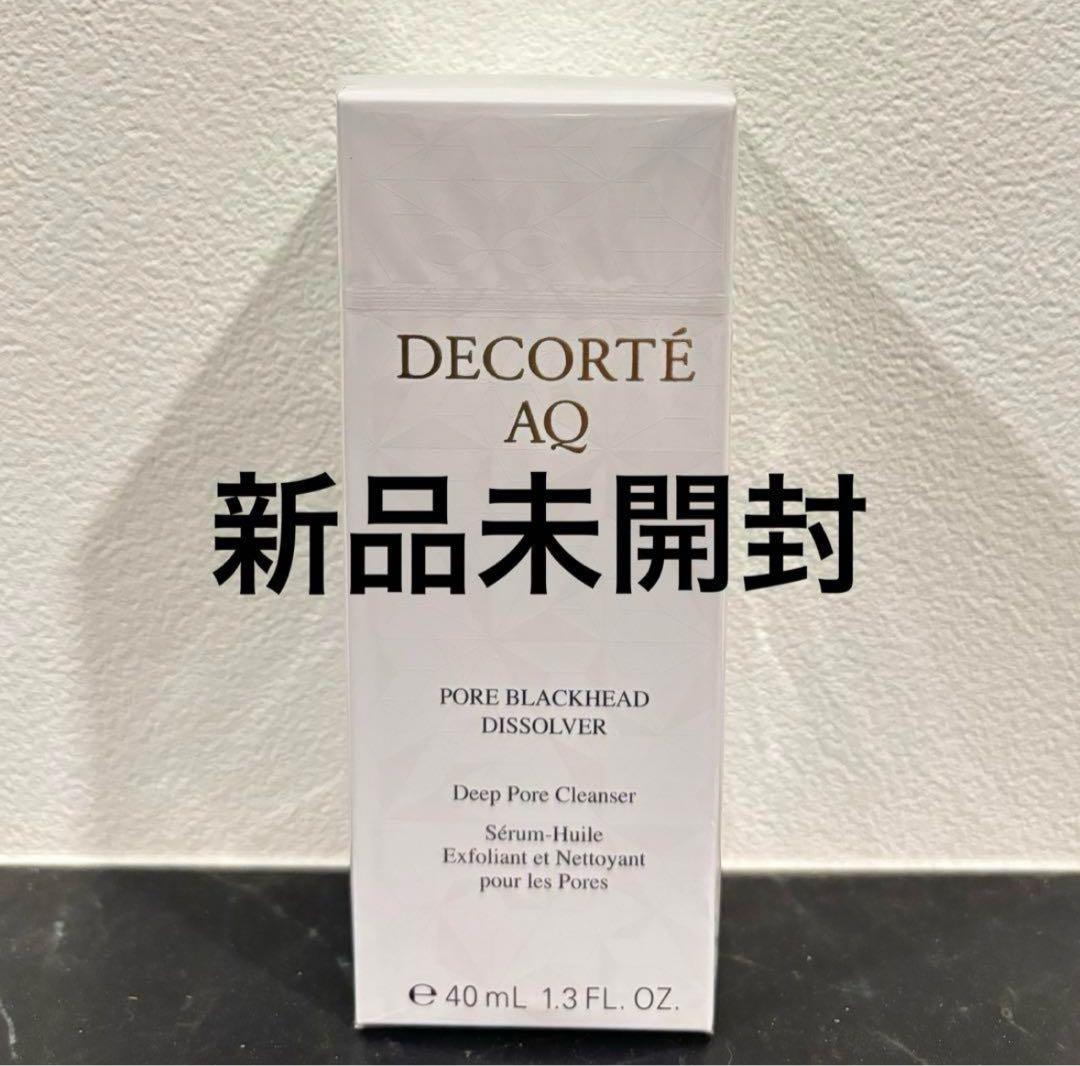 DECORTÉ
AQ
新品未開封
PORE BLACKHEAD
DISSOLVER
Deep Pore Cleanser
Sérum-Huile
Exfoliant et Nettoyant
pour les Pores
℮ 40 mL 1.3 FL. OZ.